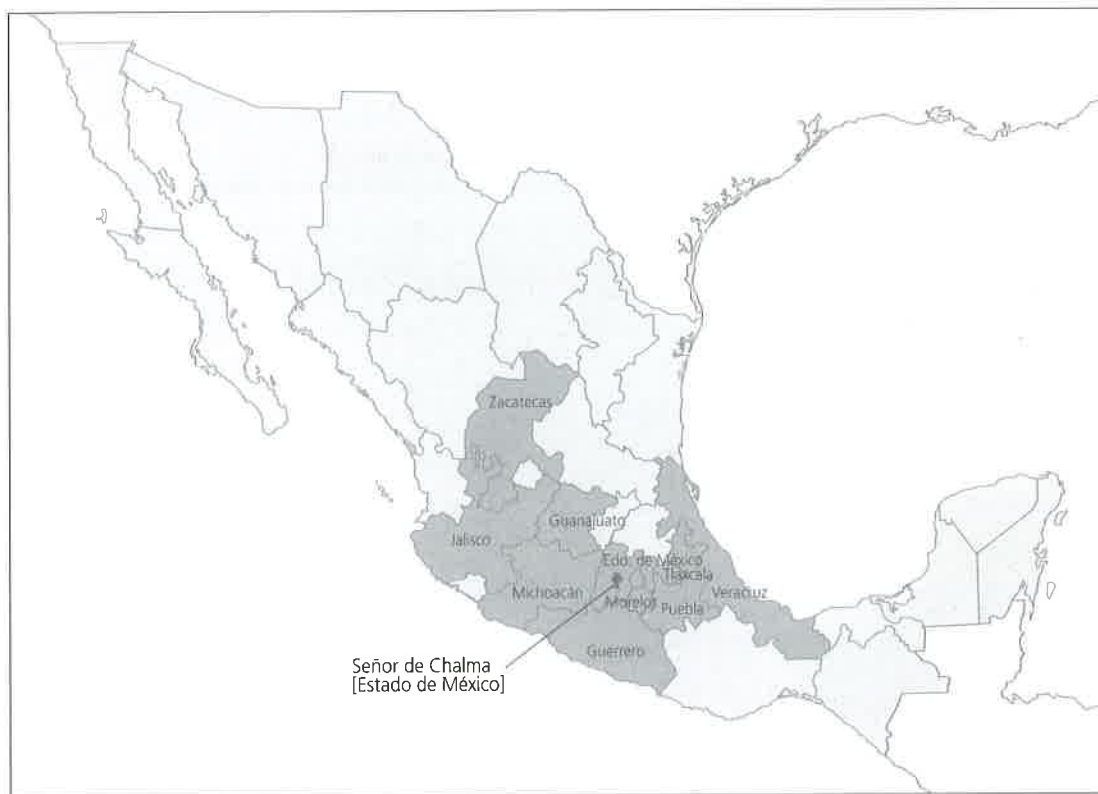 Zacatecas
Guanajuato
Jalisco
Edo. de México
Tlaxcala
Michoacán
Morelos
Veracruz
Puebla
Guerrero
Señor de Chalma
[Estado de México]